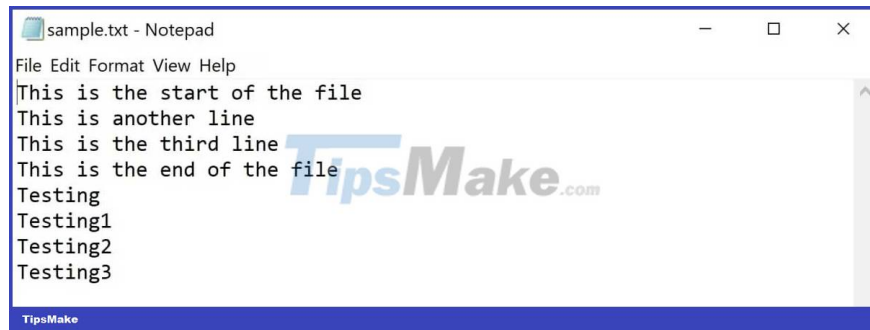 sample.txt - Notepad
File Edit Format View Help
This is the start of the file
This is another line
This is the third line
This is the end of the file
Testing
Testing1
Testing2
Testing3
TipsMake.com
TipsMake